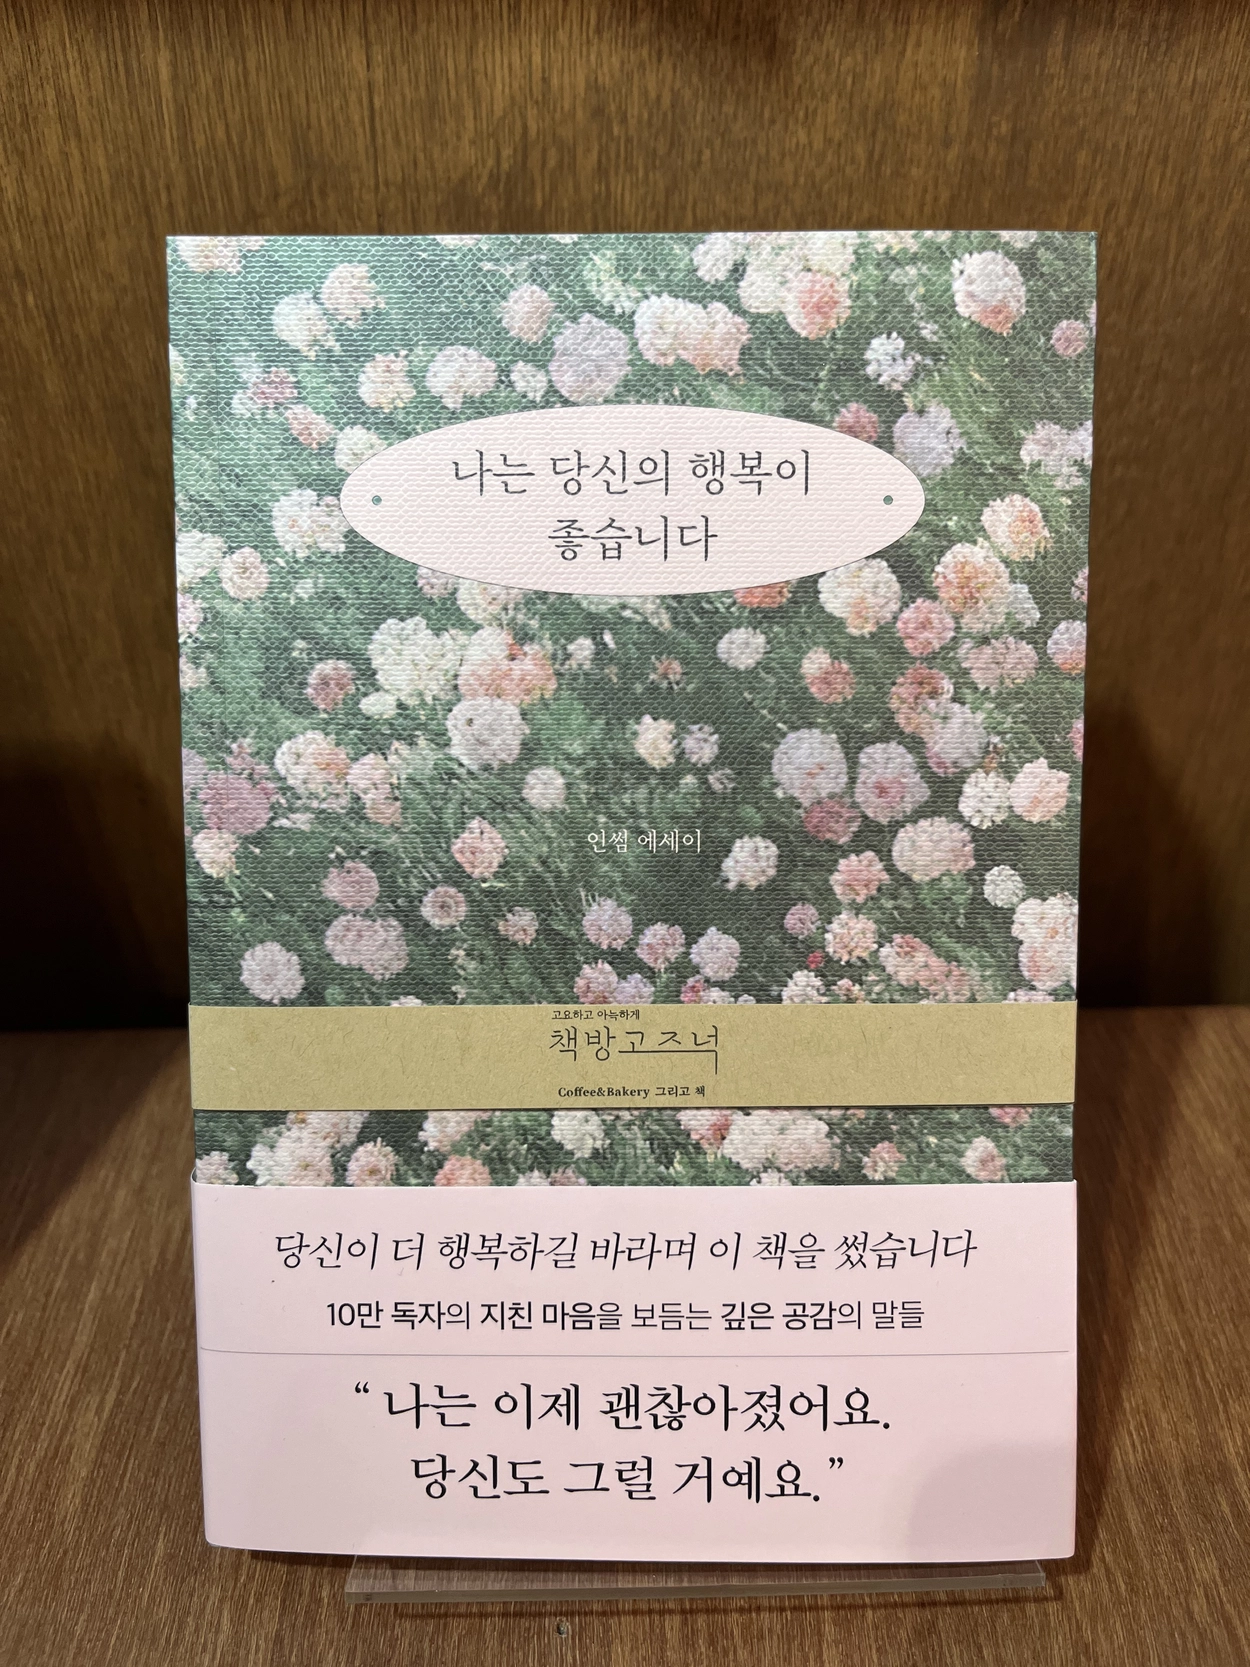 나는 당신의 행복이
좋습니다
인썸 에세이
고요하고 아늑하게
책방고즈넉
Coffee&Bakery 그리고 책
당신이 더 행복하길 바라며 이 책을 썼습니다
10만 독자의 지친 마음을 보듬는 깊은 공감의 말들
“나는 이제 괜찮아졌어요.
당신도 그럴 거예요.”